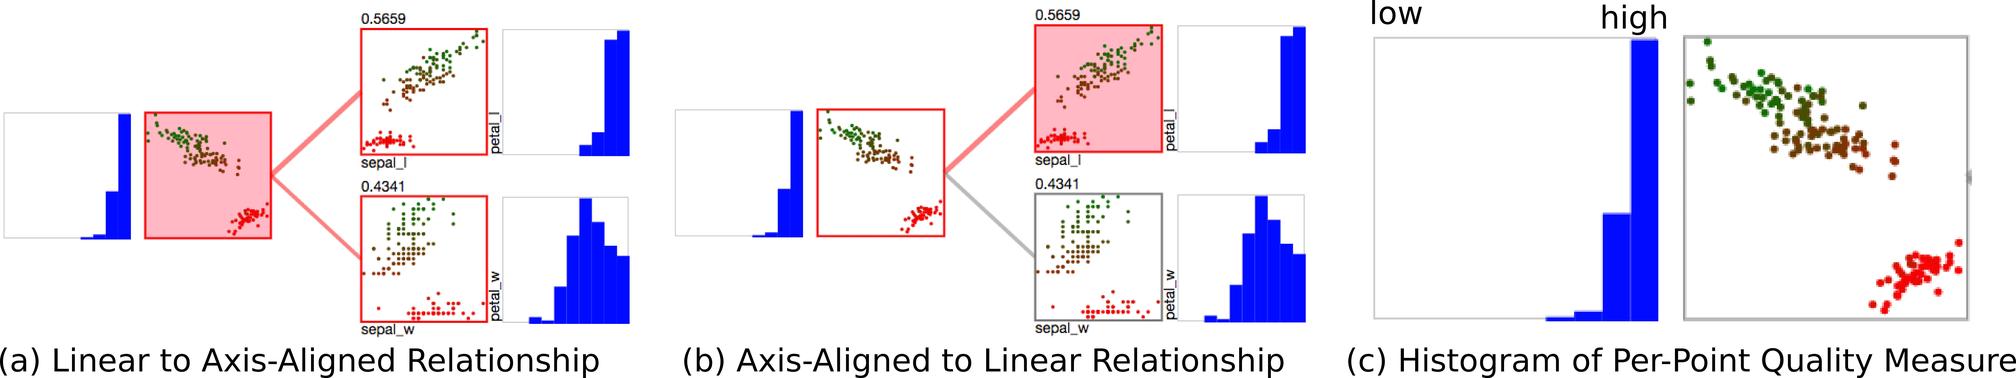 0.5659
petal_l
sepal_l
0.4341
petal_w
sepal_w
(a) Linear to Axis-Aligned Relationship
0.5659
petal_l
sepal_l
0.4341
petal_w
sepal_w
(b) Axis-Aligned to Linear Relationship
low high
(c) Histogram of Per-Point Quality Measure